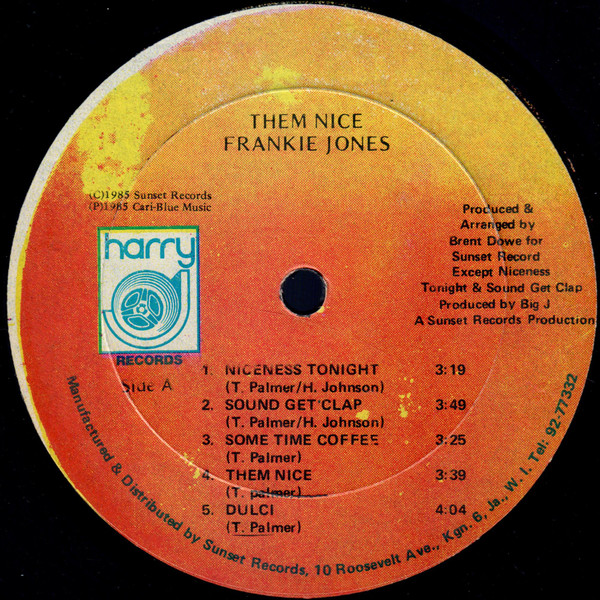 THEM NICE
FRANKIE JONES
(C)1985 Sunset Records
(P)1985 Cari-Blue Music
Produced &
Arranged by
Brent Dowe for
Sunset Record
Except Niceness
Tonight & Sound Get Clap
Produced by Big J
A Sunset Records Production
harry
RECORDS
Side A
1. NICENESS TONIGHT 3:19
(T. Palmer/H. Johnson)
2. SOUND GET CLAP 3:49
(T. Palmer/H. Johnson)
3. SOME TIME COFFEE 3:25
(T. Palmer)
4. THEM NICE 3:39
(T. palmer)
5. DULCI 4:04
(T. Palmer)
Manufactured & Distributed by Sunset Records, 10 Roosevelt Ave., Kgn. 6, Ja., W. I. Tel: 92-77332